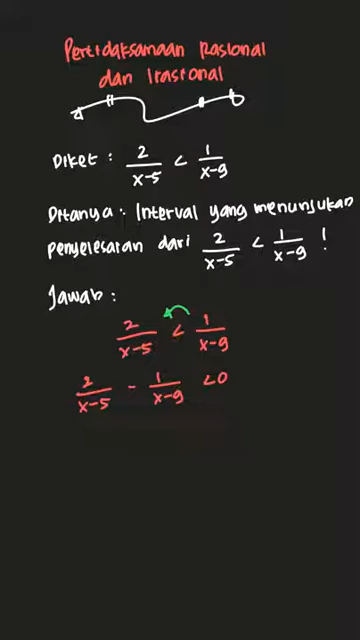 Pertidaksamaan Rasional
dan Irasional
Diket : 2/(x-5) < 1/(x-9)
Ditanya : Interval yang menunjukan
penyelesaian dari 2/(x-5) < 1/(x-9) !
Jawab :
2/(x-5) < 1/(x-9)
2/(x-5) - 1/(x-9) < 0